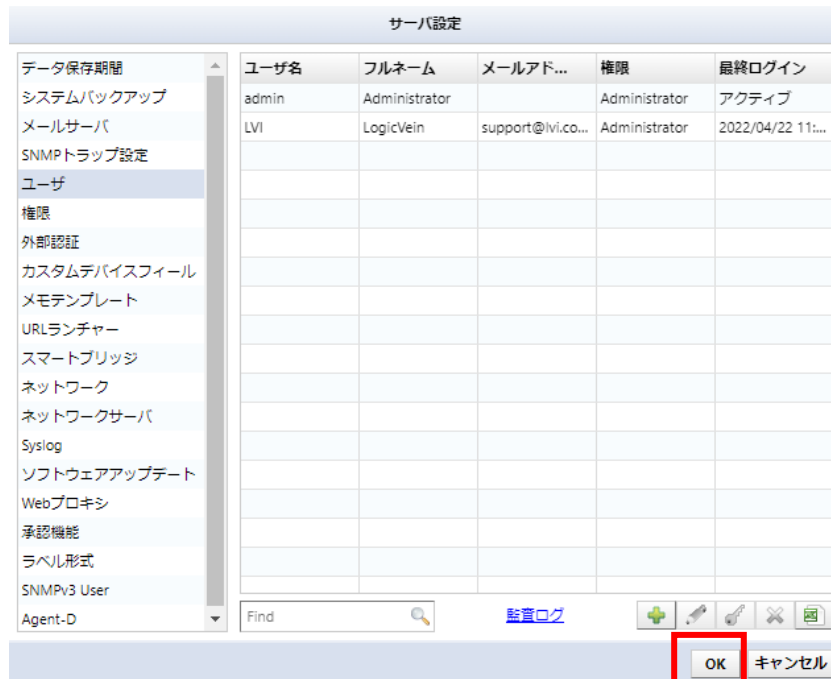 サーバ設定
データ保存期間
システムバックアップ
メールサーバ
SNMPトラップ設定
ユーザ
権限
外部認証
カスタムデバイスフィール
メモテンプレート
URLランチャー
スマートブリッジ
ネットワーク
ネットワークサーバ
Syslog
ソフトウェアアップデート
Webプロキシ
承認機能
ラベル形式
SNMPv3 User
Agent-D
ユーザ名 フルネーム メールアド... 権限 最終ログイン
admin Administrator Administrator アクティブ
LVI LogicVein support@lvi.co... Administrator 2022/04/22 11:...
Find 監査ログ
OK キャンセル